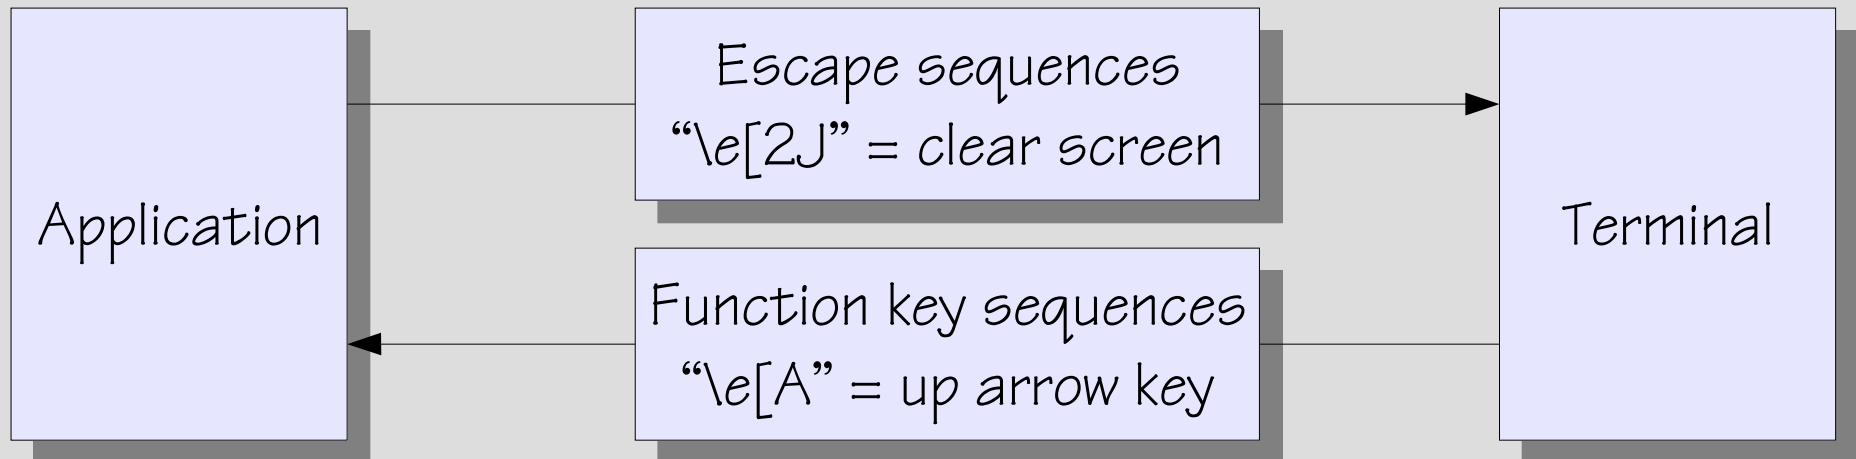 Application
Escape sequences
“\e[2J” = clear screen
Function key sequences
“\e[A” = up arrow key
Terminal